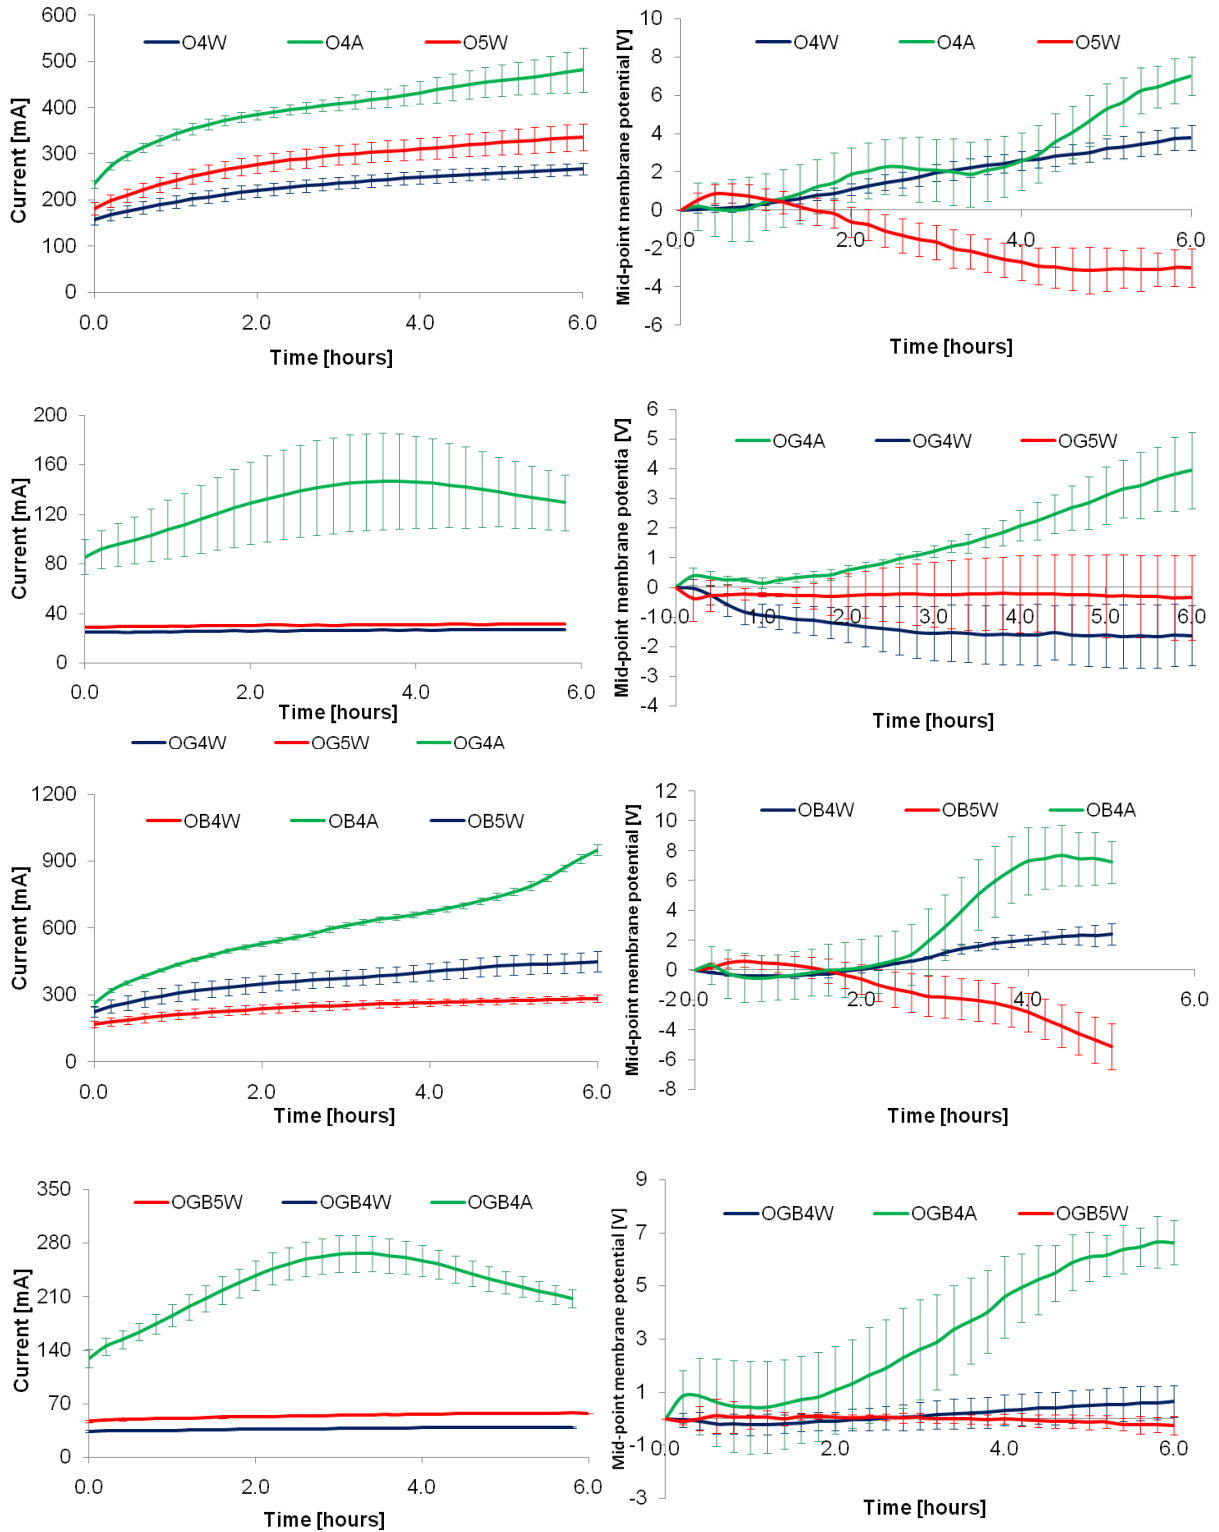 600
500
400
300
200
100
0
O4W O4A O5W
Current [mA]
0.0 2.0 4.0 6.0
Time [hours]
10
8
6
4
2
0
-2
-4
-6
O4W O4A O5W
Mid-point membrane potential [V]
0.0 2.0 4.0 6.0
Time [hours]
200
160
120
80
40
0
Current [mA]
0.0 2.0 4.0 6.0
Time [hours]
OG4W OG5W OG4A
6
5
4
3
2
1
0
-1
-2
-3
-4
OG4A OG4W OG5W
Mid-point membrane potentia [V]
0.0 1.0 2.0 3.0 4.0 5.0 6.0
Time [hours]
1200
900
600
300
0
OB4W OB4A OB5W
Current [mA]
0.0 2.0 4.0 6.0
Time [hours]
12
10
8
6
4
2
0
-2
-4
-6
-8
OB4W OB5W OB4A
Mid-point membrane potential [V]
0.0 2.0 4.0 6.0
Time [hours]
350
280
210
140
70
0
OGB5W OGB4W OGB4A
Current [mA]
0.0 2.0 4.0 6.0
Time [hours]
9
7
5
3
1
-1
-3
OGB4W OGB4A OGB5W
Mid-point membrane potential [V]
0.0 2.0 4.0 6.0
Time [hours]